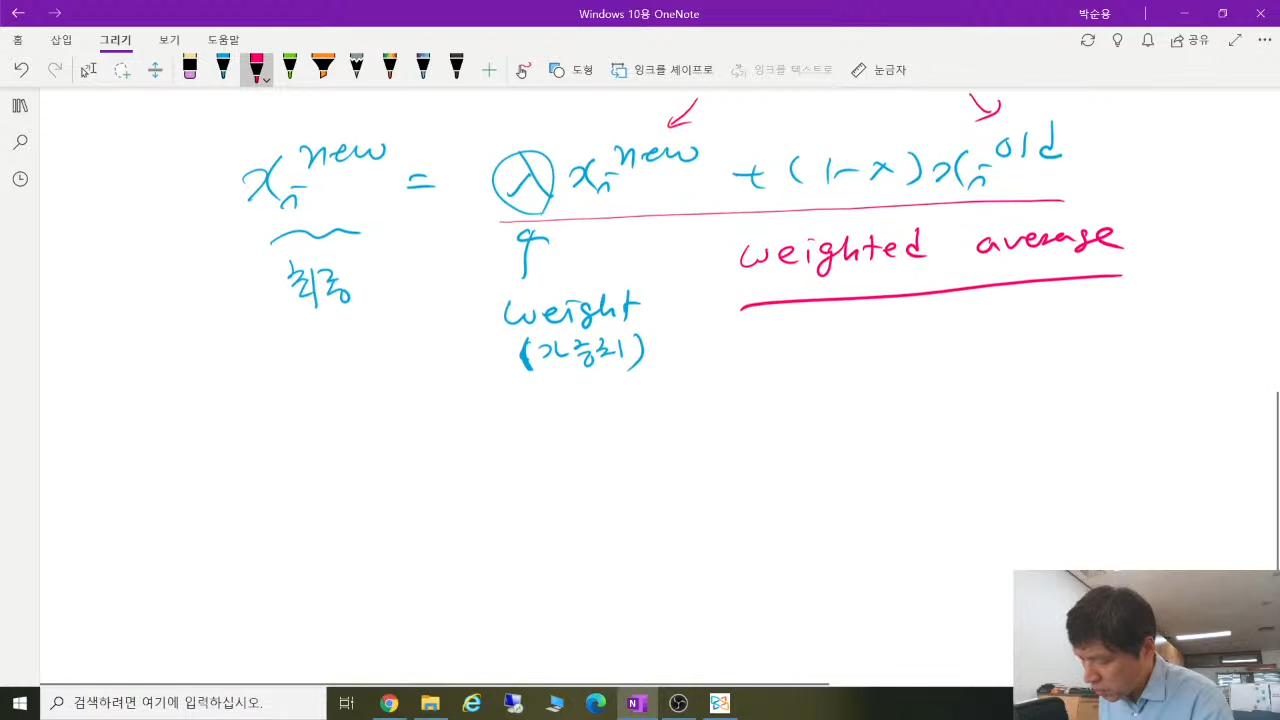 Windows 10용 OneNote
박순용
홈 삽입 그리기 보기 도움말
공유
도형 잉크를 셰이프로 잉크를 텍스트로 눈금자
xᵢ^new = λ xᵢ^new + (1-λ) xᵢ^old
최종
weighted average
weight
(가중치)
검색하려면 여기에 입력하십시오.